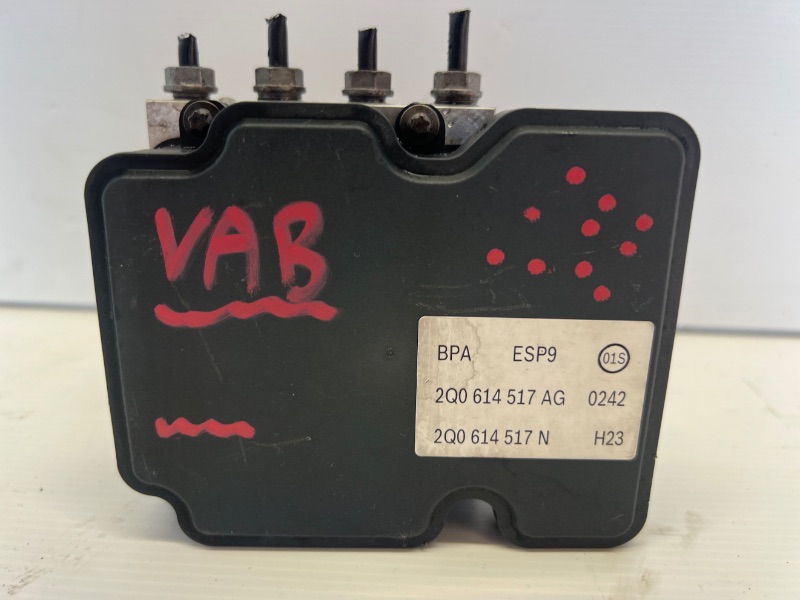 VAB
BPA ESP9 01S
2Q0 614 517 AG 0242
2Q0 614 517 N H23